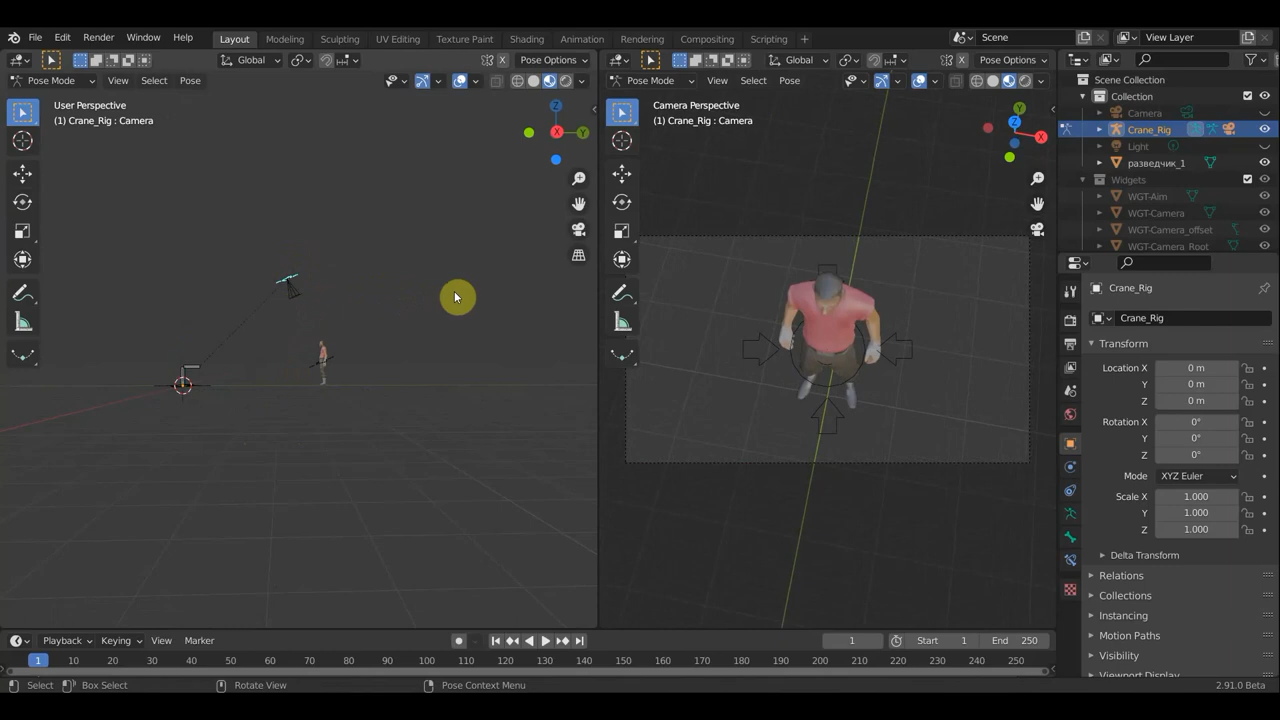 File Edit Render Window Help Layout Modeling Sculpting UV Editing Texture Paint Shading Animation Rendering Compositing Scripting + Scene View Layer
Global Pose Options
Global Pose Options
Pose Mode View Select Pose
Pose Mode View Select Pose
Scene Collection
Collection
Camera
Crane_Rig
Light
разведчик_1
Widgets
WGT-Aim
WGT-Camera
WGT-Camera_offset
WGT-Camera_Root
User Perspective
(1) Crane_Rig : Camera
Z
X
Y
Camera Perspective
(1) Crane_Rig : Camera
Y
Z
X
Crane_Rig
Crane_Rig
Transform
Location X 0 m
Y 0 m
Z 0 m
Rotation X 0°
Y 0°
Z 0°
Mode XYZ Euler
Scale X 1.000
Y 1.000
Z 1.000
Delta Transform
Relations
Collections
Instancing
Motion Paths
Visibility
Viewport Display
Playback Keying View Marker 1 Start 1 End 250
1 10 20 30 40 50 60 70 80 90 100 110 120 130 140 150 160 170 180 190 200 210 220 230 240 250
Select Box Select Rotate View Pose Context Menu 2.91.0 Beta